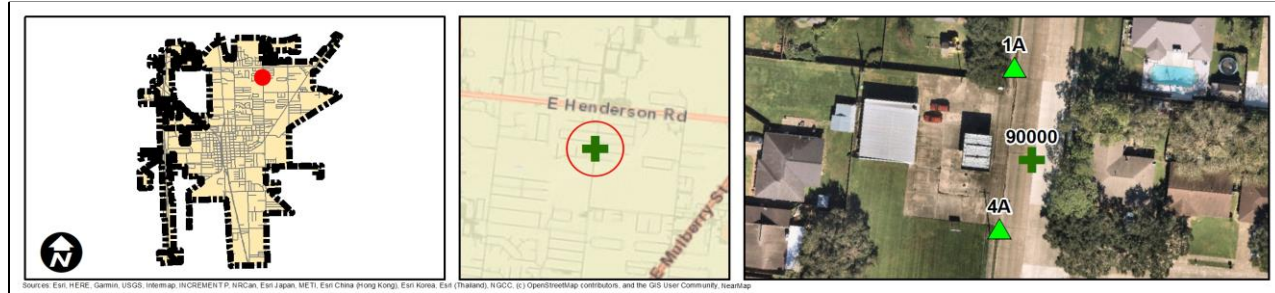 N
E Henderson Rd
E Mulberry St
1A
90000
4A
Sources: Esri, HERE, Garmin, USGS, Intermap, INCREMENT P, NRCan, Esri Japan, METI, Esri China (Hong Kong), Esri Korea, Esri (Thailand), NGCC, (c) OpenStreetMap contributors, and the GIS User Community, NearMap